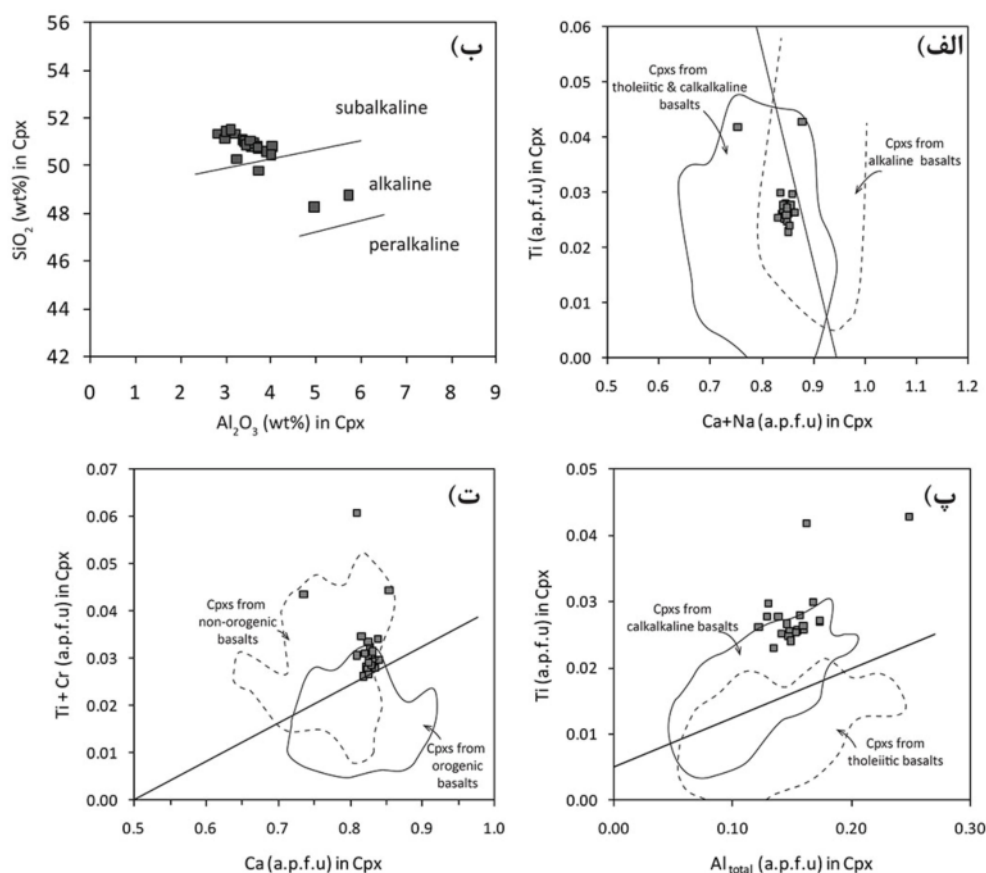 ب)
56
54
52
50
48
46
44
42
0
1
2
3
4
5
6
7
8
9
SiO₂ (wt%) in Cpx
Al₂O₃ (wt%) in Cpx
subalkaline
alkaline
peralkaline
الف)
0.06
0.05
0.04
0.03
0.02
0.01
0.00
0.5
0.6
0.7
0.8
0.9
1.0
1.1
1.2
Ti (a.p.f.u) in Cpx
Ca+Na (a.p.f.u) in Cpx
Cpxs from
tholeiitic & calkalkaline
basalts
Cpxs from
alkaline basalts
ت)
0.07
0.06
0.05
0.04
0.03
0.02
0.01
0.00
0.5
0.6
0.7
0.8
0.9
1.0
Ti + Cr (a.p.f.u) in Cpx
Ca (a.p.f.u) in Cpx
Cpxs from
non-orogenic
basalts
Cpxs from
orogenic
basalts
پ)
0.05
0.04
0.03
0.02
0.01
0.00
0.00
0.10
0.20
0.30
Ti (a.p.f.u) in Cpx
Al total (a.p.f.u) in Cpx
Cpxs from
calkalkaline basalts
Cpxs from
tholeiitic basalts